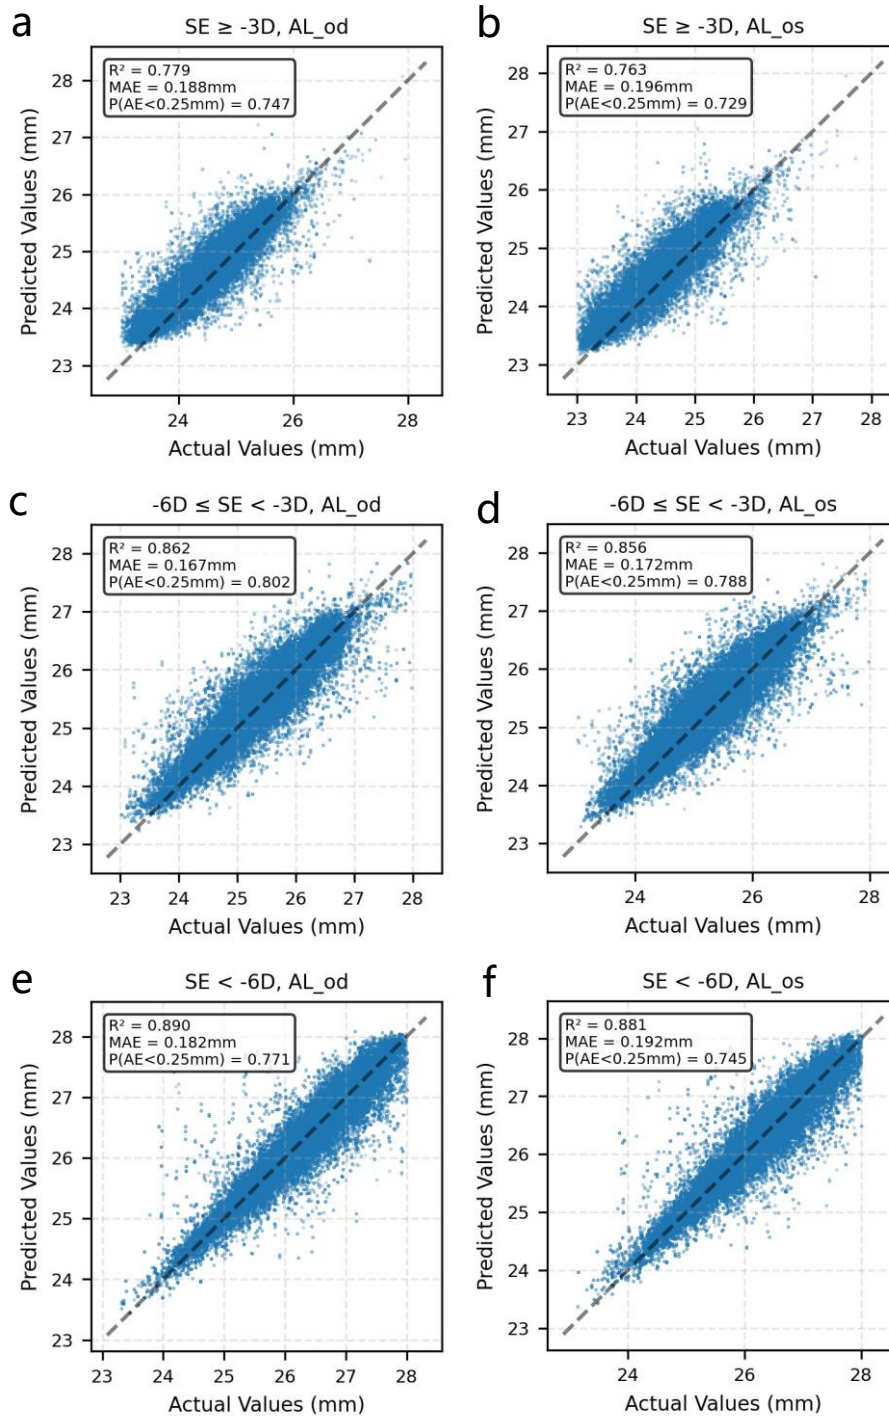 a
SE ≥ -3D, AL_od
R² = 0.779
MAE = 0.188mm
P(AE<0.25mm) = 0.747
28
27
26
25
24
23
Predicted Values (mm)
24
26
28
Actual Values (mm)
b
SE ≥ -3D, AL_os
R² = 0.763
MAE = 0.196mm
P(AE<0.25mm) = 0.729
28
27
26
25
24
23
Predicted Values (mm)
23
24
25
26
27
28
Actual Values (mm)
c
-6D ≤ SE < -3D, AL_od
R² = 0.862
MAE = 0.167mm
P(AE<0.25mm) = 0.802
28
27
26
25
24
23
Predicted Values (mm)
23
24
25
26
27
28
Actual Values (mm)
d
-6D ≤ SE < -3D, AL_os
R² = 0.856
MAE = 0.172mm
P(AE<0.25mm) = 0.788
28
27
26
25
24
23
Predicted Values (mm)
24
26
28
Actual Values (mm)
e
SE < -6D, AL_od
R² = 0.890
MAE = 0.182mm
P(AE<0.25mm) = 0.771
28
27
26
25
24
23
Predicted Values (mm)
23
24
25
26
27
28
Actual Values (mm)
f
SE < -6D, AL_os
R² = 0.881
MAE = 0.192mm
P(AE<0.25mm) = 0.745
28
27
26
25
24
23
Predicted Values (mm)
24
26
28
Actual Values (mm)